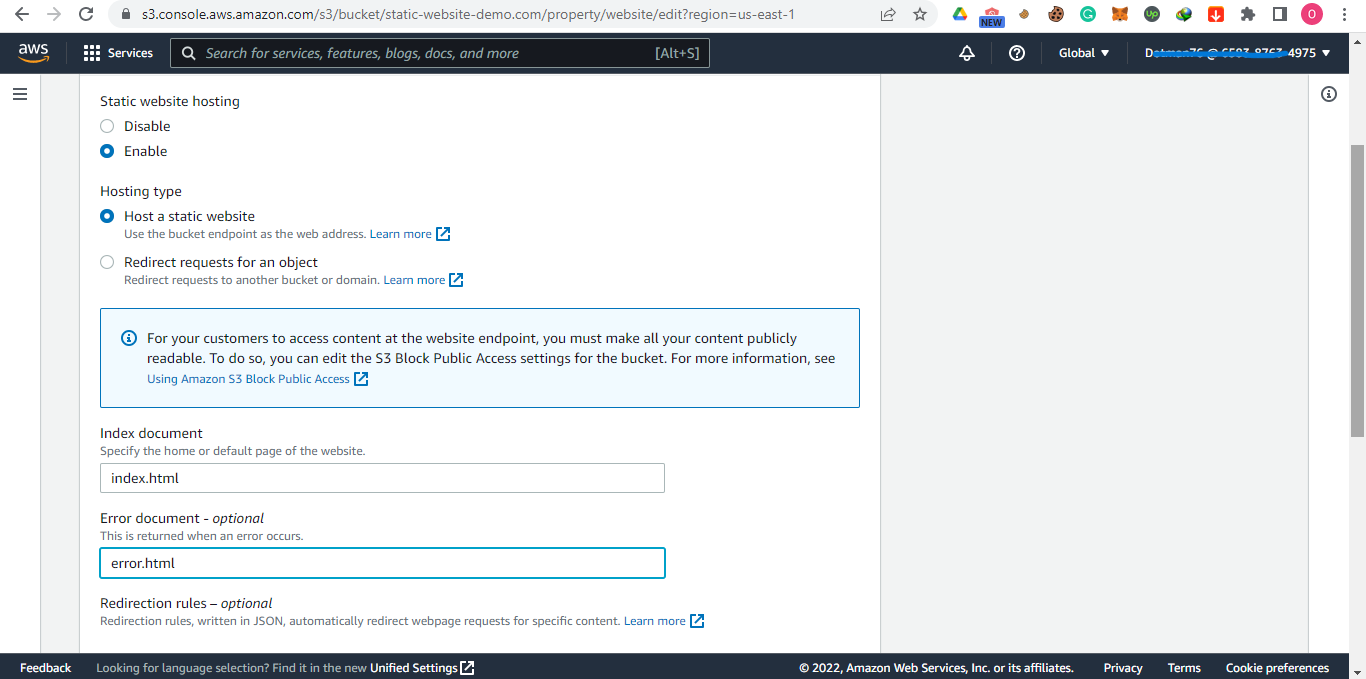 s3.console.aws.amazon.com/s3/bucket/static-website-demo.com/property/website/edit?region=us-east-1
NEW
Up
O
aws
Services
Search for services, features, blogs, docs, and more
[Alt+S]
Global
4975
Static website hosting
Disable
Enable
Hosting type
Host a static website
Use the bucket endpoint as the web address. Learn more
Redirect requests for an object
Redirect requests to another bucket or domain. Learn more
For your customers to access content at the website endpoint, you must make all your content publicly
readable. To do so, you can edit the S3 Block Public Access settings for the bucket. For more information, see
Using Amazon S3 Block Public Access
Index document
Specify the home or default page of the website.
index.html
Error document - optional
This is returned when an error occurs.
error.html
Redirection rules – optional
Redirection rules, written in JSON, automatically redirect webpage requests for specific content. Learn more
Feedback
Looking for language selection? Find it in the new Unified Settings
© 2022, Amazon Web Services, Inc. or its affiliates.
Privacy
Terms
Cookie preferences